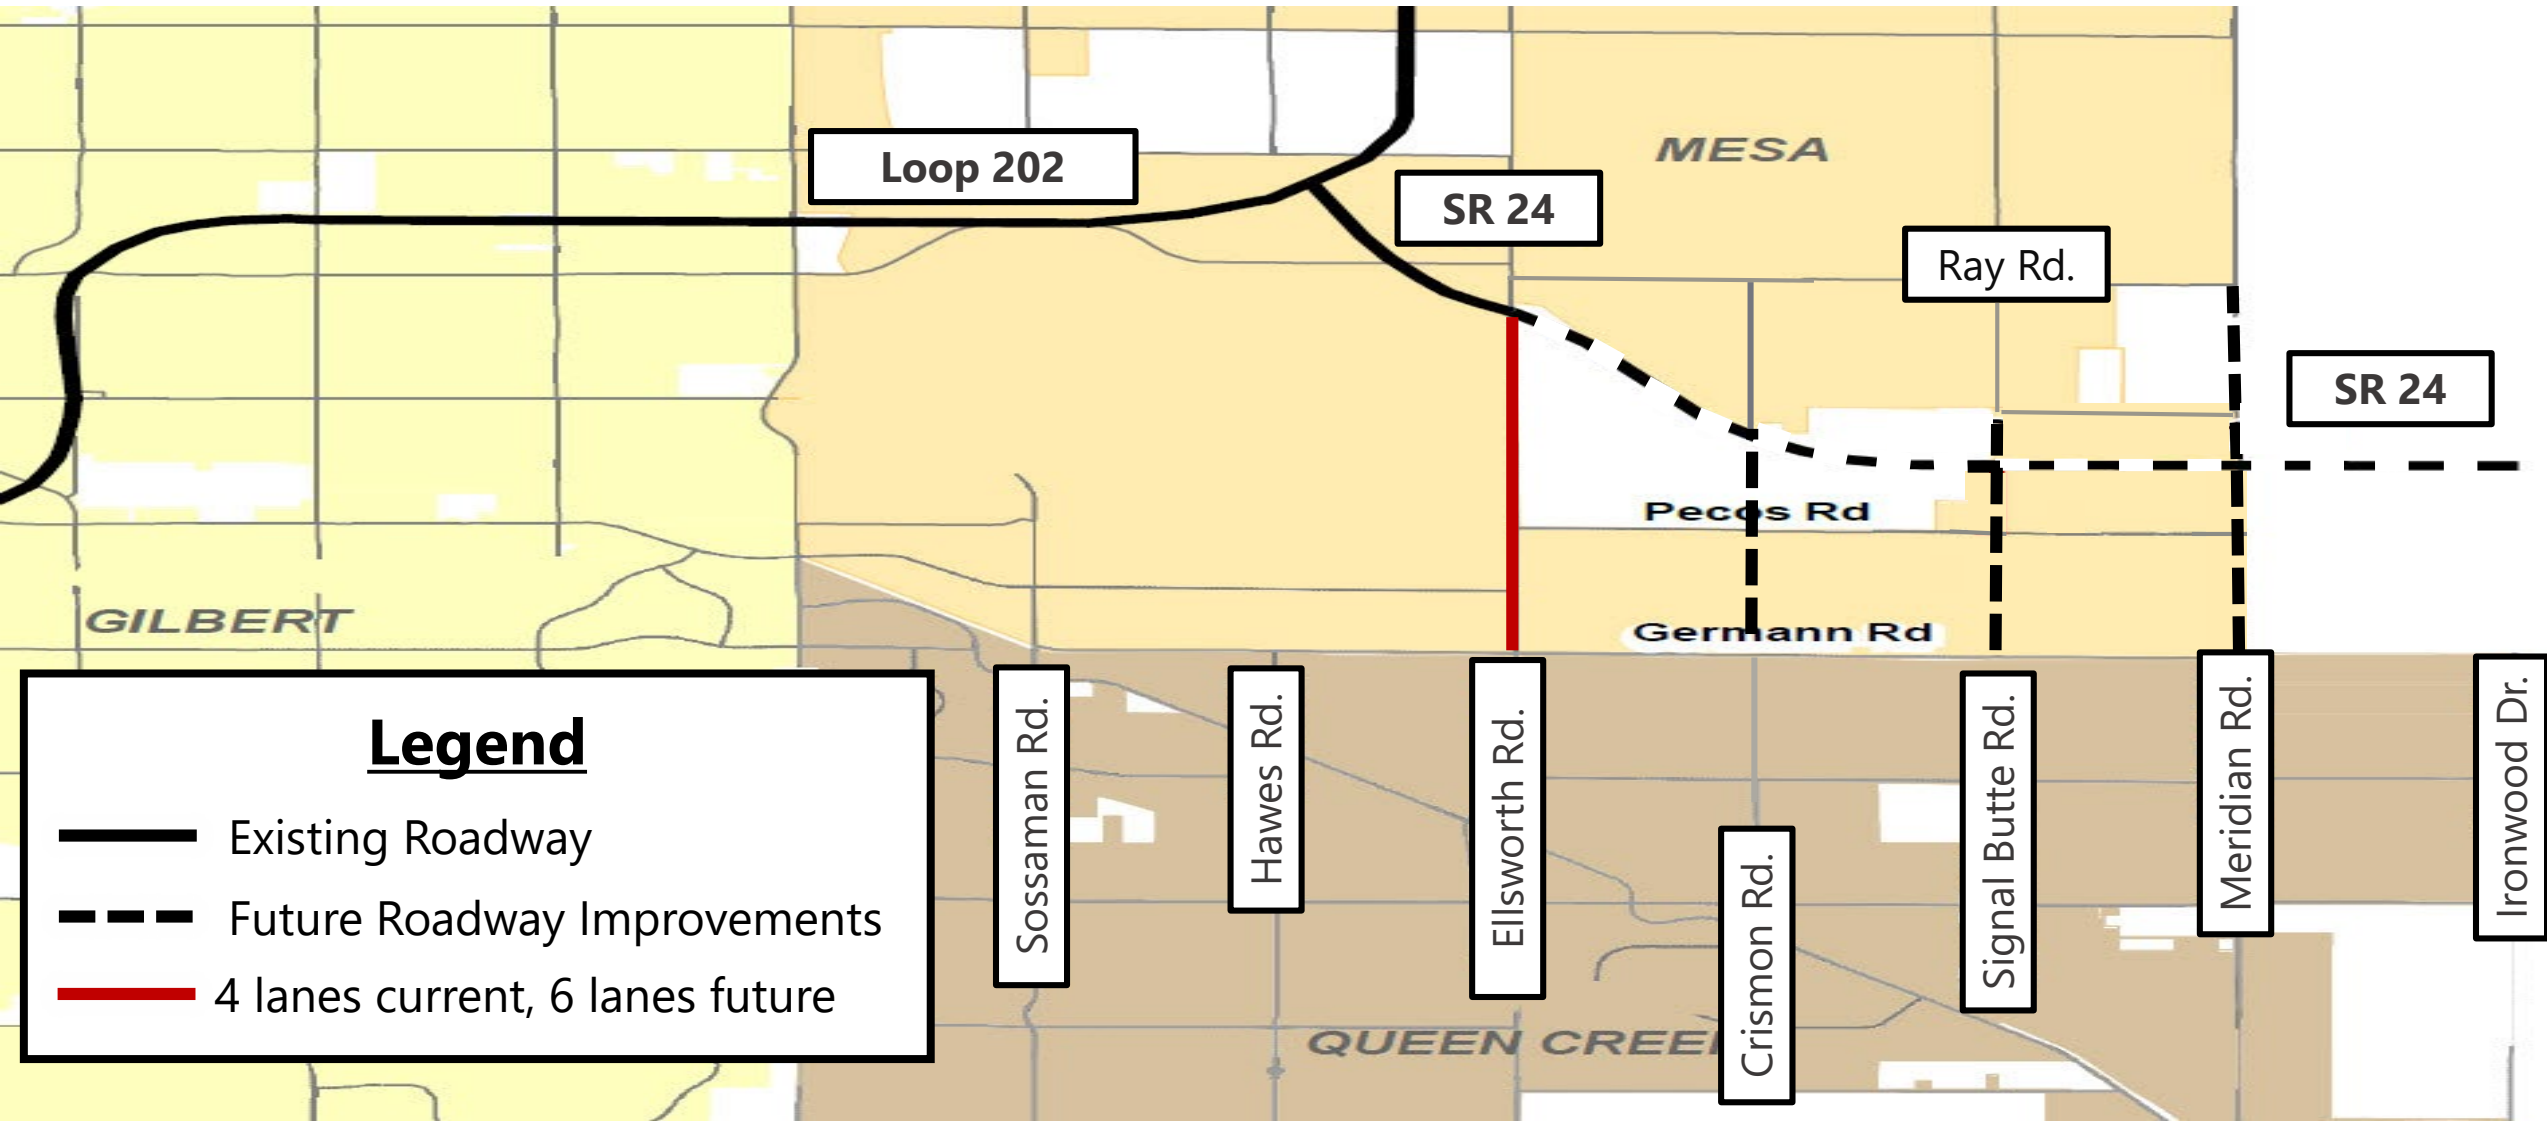 MESA
Loop 202
SR 24
Ray Rd.
SR 24
Pecos Rd
GILBERT
Germann Rd
Legend
Existing Roadway
Future Roadway Improvements
4 lanes current, 6 lanes future
Sossaman Rd.
Hawes Rd.
Ellsworth Rd.
Crismon Rd.
Signal Butte Rd.
Meridian Rd.
Ironwood Dr.
QUEEN CREE